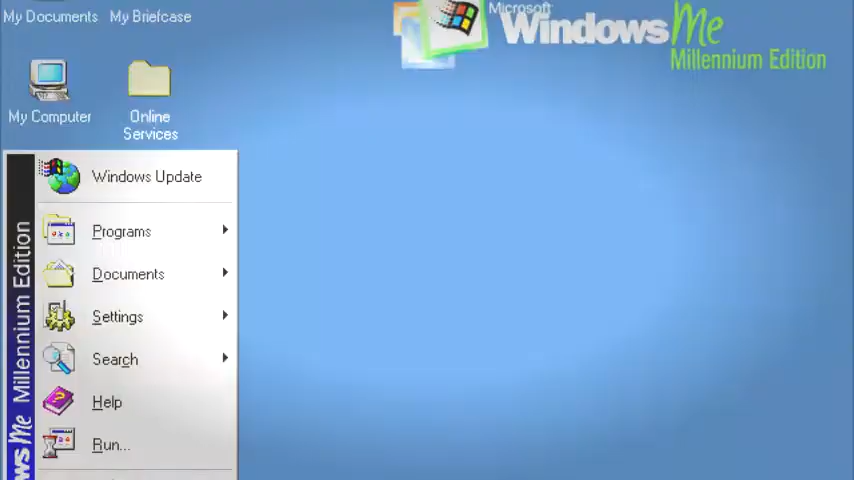 My Documents My Briefcase
Microsoft
Windows Me
Millennium Edition
My Computer
Online
Services
Windows Update
Programs
Documents
Settings
Search
Help
Run...
ws Me Millennium Edition